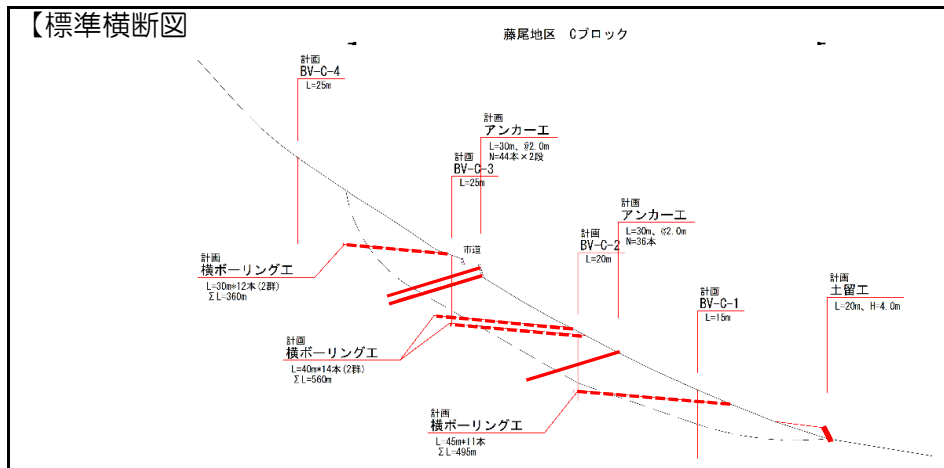 【標準横断図
藤尾地区 Cブロック
計画
BV-C-4
L=25m
計画
アンカー工
L=30m、@2.0m
N=44本×2段
計画
BV-C-3
L=25m
計画
アンカー工
L=30m、@2.0m
N=36本
計画
BV-C-2
L=20m
市道
計画
横ボーリング工
L=30m*12本(2群)
ΣL=360m
計画
土留工
L=20m、H=4.0m
BV-C-1
L=15m
計画
横ボーリング工
L=40m*14本(2群)
ΣL=560m
計画
横ボーリング工
L=45m*11本
ΣL=495m